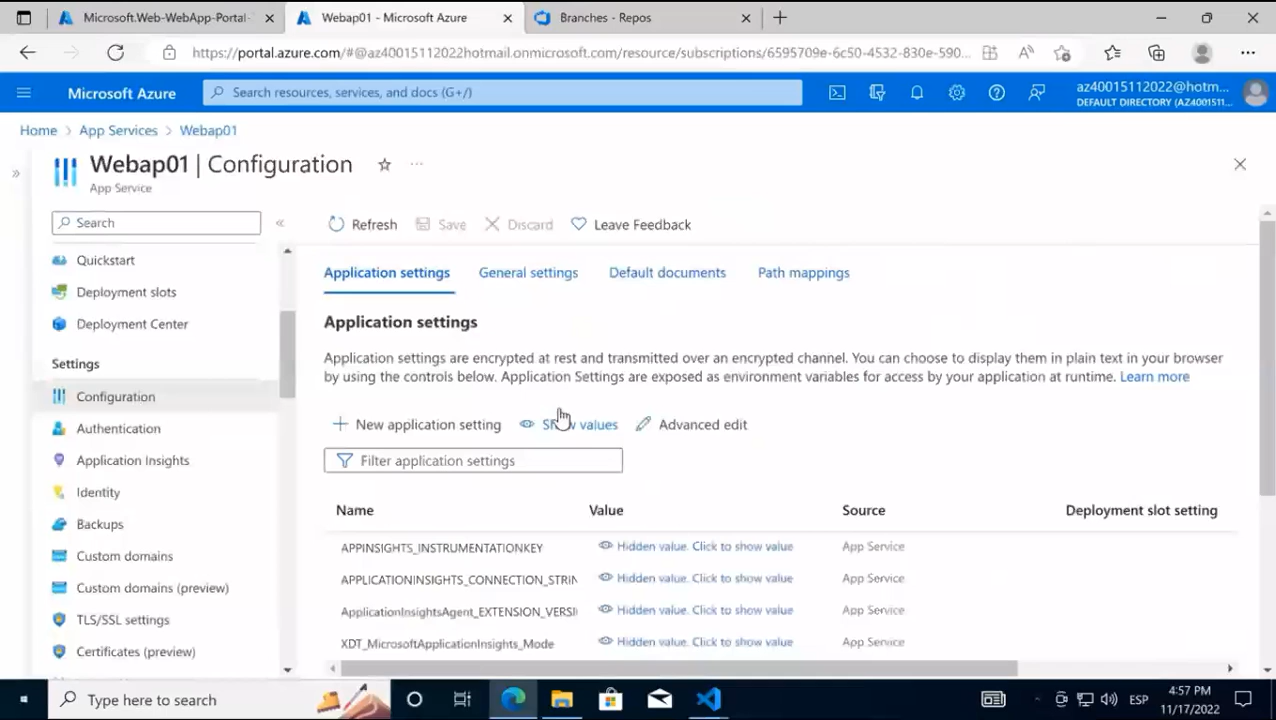 Microsoft.Web-WebApp-Portal-
Webap01 - Microsoft Azure
Branches - Repos
https://portal.azure.com/#@az40015112022hotmail.onmicrosoft.com/resource/subscriptions/6595709e-6c50-4532-830e-590...
Microsoft Azure
Search resources, services, and docs (G+/)
az40015112022@hotm...
DEFAULT DIRECTORY (AZ4001511...
Home > App Services > Webap01
Webap01 | Configuration
App Service
Search
Quickstart
Deployment slots
Deployment Center
Settings
Configuration
Authentication
Application Insights
Identity
Backups
Custom domains
Custom domains (preview)
TLS/SSL settings
Certificates (preview)
Refresh
Save
Discard
Leave Feedback
Application settings
General settings
Default documents
Path mappings
Application settings
Application settings are encrypted at rest and transmitted over an encrypted channel. You can choose to display them in plain text in your browser
by using the controls below. Application Settings are exposed as environment variables for access by your application at runtime. Learn more
New application setting
Show values
Advanced edit
Filter application settings
Name Value Source Deployment slot setting
APPINSIGHTS_INSTRUMENTATIONKEY Hidden value. Click to show value App Service
APPLICATIONINSIGHTS_CONNECTION_STRIN Hidden value. Click to show value App Service
ApplicationInsightsAgent_EXTENSION_VERSI Hidden value. Click to show value App Service
XDT_MicrosoftApplicationInsights_Mode Hidden value. Click to show value App Service
Type here to search
ESP
4:57 PM
11/17/2022